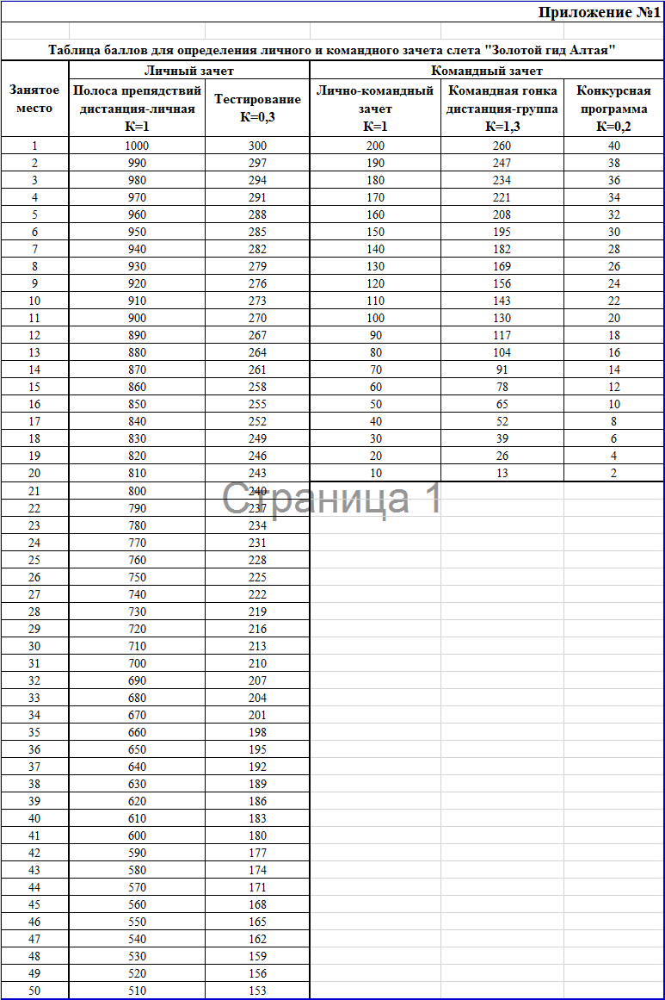 Приложение №1
Таблица баллов для определения личного и командного зачета слета "Золотой гид Алтая"
Занятое место Личный зачет Командный зачет
Полоса препядствий дистанция-личная К=1 Тестирование К=0,3 Лично-командный зачет К=1 Командная гонка дистанция-группа К=1,3 Конкурсная программа К=0,2
1 1000 300 200 260 40
2 990 297 190 247 38
3 980 294 180 234 36
4 970 291 170 221 34
5 960 288 160 208 32
6 950 285 150 195 30
7 940 282 140 182 28
8 930 279 130 169 26
9 920 276 120 156 24
10 910 273 110 143 22
11 900 270 100 130 20
12 890 267 90 117 18
13 880 264 80 104 16
14 870 261 70 91 14
15 860 258 60 78 12
16 850 255 50 65 10
17 840 252 40 52 8
18 830 249 30 39 6
19 820 246 20 26 4
20 810 243 10 13 2
21 800 240
Страница 1
22 790 237
23 780 234
24 770 231
25 760 228
26 750 225
27 740 222
28 730 219
29 720 216
30 710 213
31 700 210
32 690 207
33 680 204
34 670 201
35 660 198
36 650 195
37 640 192
38 630 189
39 620 186
40 610 183
41 600 180
42 590 177
43 580 174
44 570 171
45 560 168
46 550 165
47 540 162
48 530 159
49 520 156
50 510 153